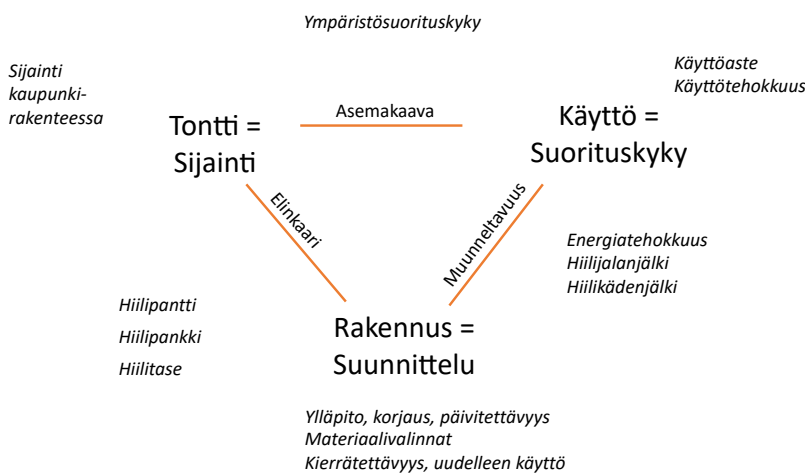 Ympäristösuorituskyky
Sijainti
kaupunki-
rakenteessa
Käyttöaste
Käyttötehokkuus
Tontti =
Sijainti
Asemakaava
Käyttö =
Suorituskyky
Elinkaari
Muunneltavuus
Energiatehokkuus
Hiilijalanjälki
Hiilikädenjälki
Hiilipantti
Hiilipankki
Hiilitase
Rakennus =
Suunnittelu
Ylläpito, korjaus, päivitettävyys
Materiaalivalinnat
Kierrätettävyys, uudelleen käyttö